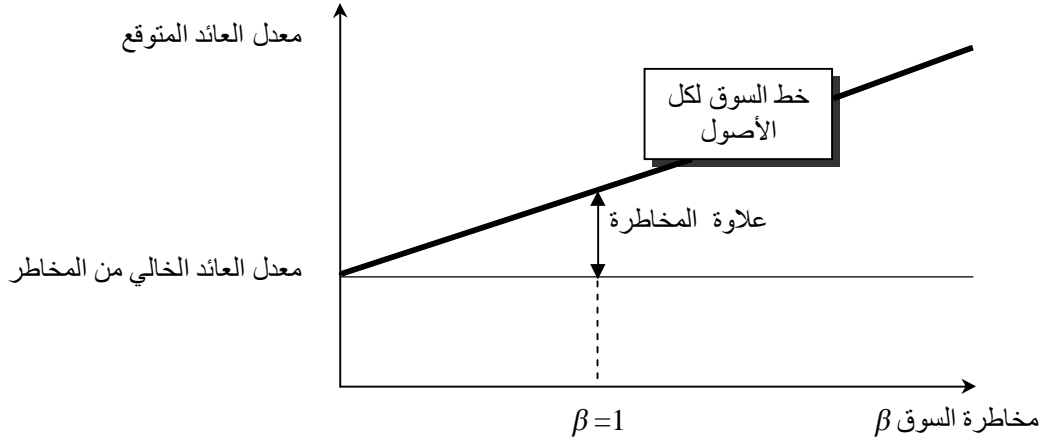 معدل العائد المتوقع
خط السوق لكل
الأصول
علاوة المخاطرة
معدل العائد الخالي من المخاطر
β =1
مخاطرة السوق β